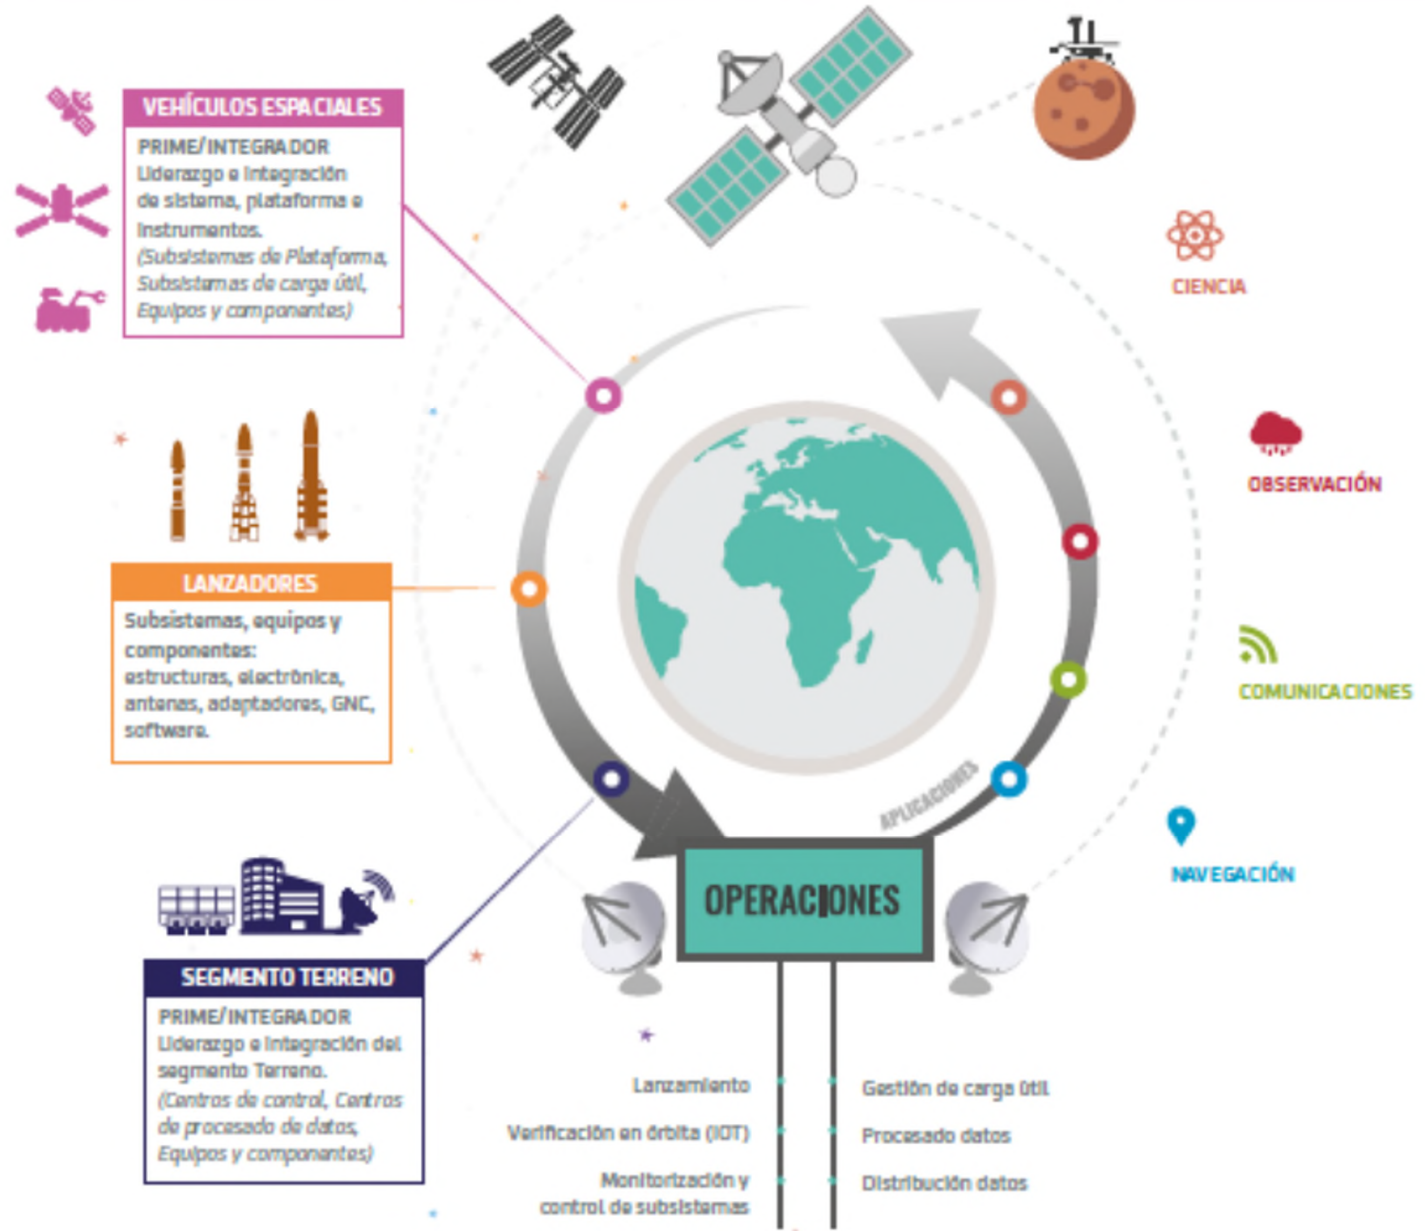 VEHÍCULOS ESPACIALES
PRIME/INTEGRADOR
Liderazgo e Integración
de sistema, plataforma e
Instrumentos.
(Subsistemas de Plataforma,
Subsistemas de carga útil,
Equipos y componentes)
LANZADORES
Subsistemas, equipos y
componentes:
estructuras, electrónica,
antenas, adaptadores, GNC,
software.
SEGMENTO TERRENO
PRIME/INTEGRADOR
Liderazgo e Integración del
segmento Terreno.
(Centros de control, Centros
de procesado de datos,
Equipos y componentes)
CIENCIA
OBSERVACIÓN
COMUNICACIONES
NAVEGACIÓN
APLICACIONES
OPERACIONES
Lanzamiento
Verificación en órbita (IOT)
Monitorización y
control de subsistemas
Gestión de carga útil
Procesado datos
Distribución datos